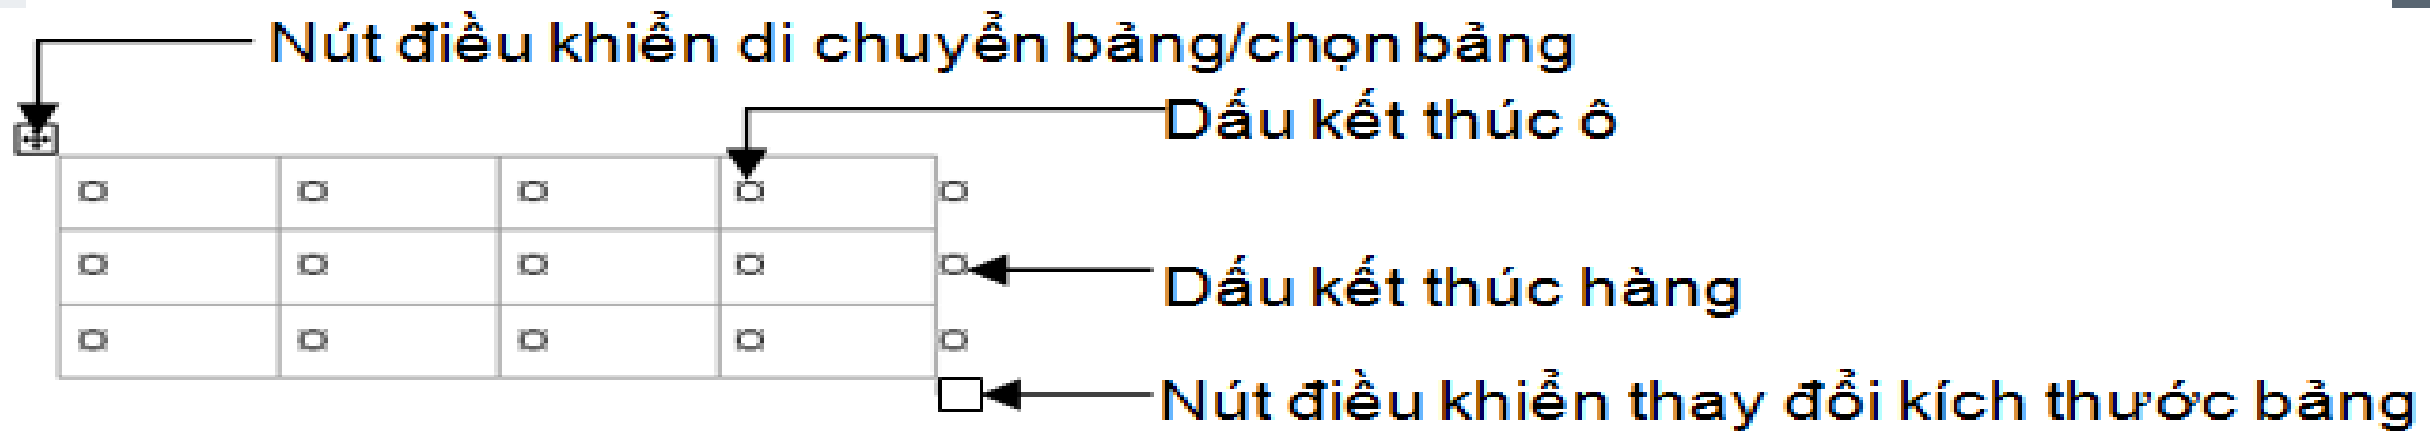 Nút điều khiển di chuyển bảng/chọn bảng
Dấu kết thúc ô
Dấu kết thúc hàng
Nút điều khiển thay đổi kích thước bảng